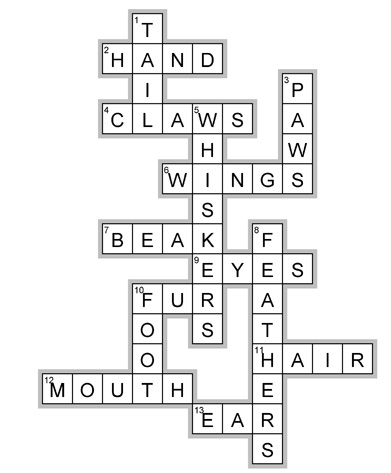 1 T
2 H A N D
I 3 P
4 C L A 5 W S A
H W
6 W I N G S
S
7 B E A K 8 F
9 E Y E S
10 F U R A
O S T
O 11 H A I R
12 M O U T H E
13 E A R
S